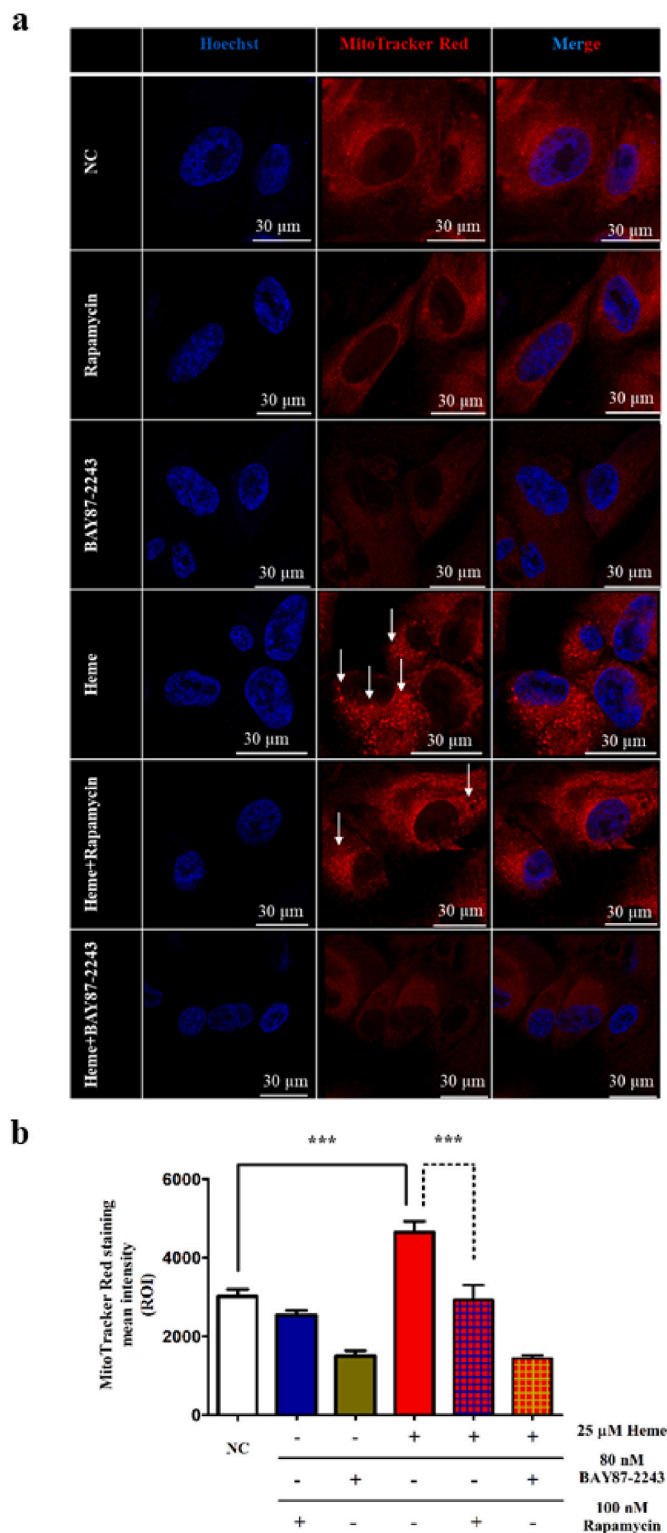 a
Hoechst MitoTracker Red Merge
NC
30 µm 30 µm 30 µm
Rapamycin
30 µm 30 µm 30 µm
BAY87-2243
30 µm 30 µm 30 µm
Heme
30 µm 30 µm 30 µm
Heme+Rapamycin
30 µm 30 µm 30 µm
Heme+BAY87-2243
30 µm 30 µm 30 µm
b
*** ***
MitoTracker Red staining
mean intensity
(ROI)
6000
4000
2000
0
NC - - + + + 25 µM Heme
- + - - + 80 nM
BAY87-2243
+ - - + - 100 nM
Rapamycin